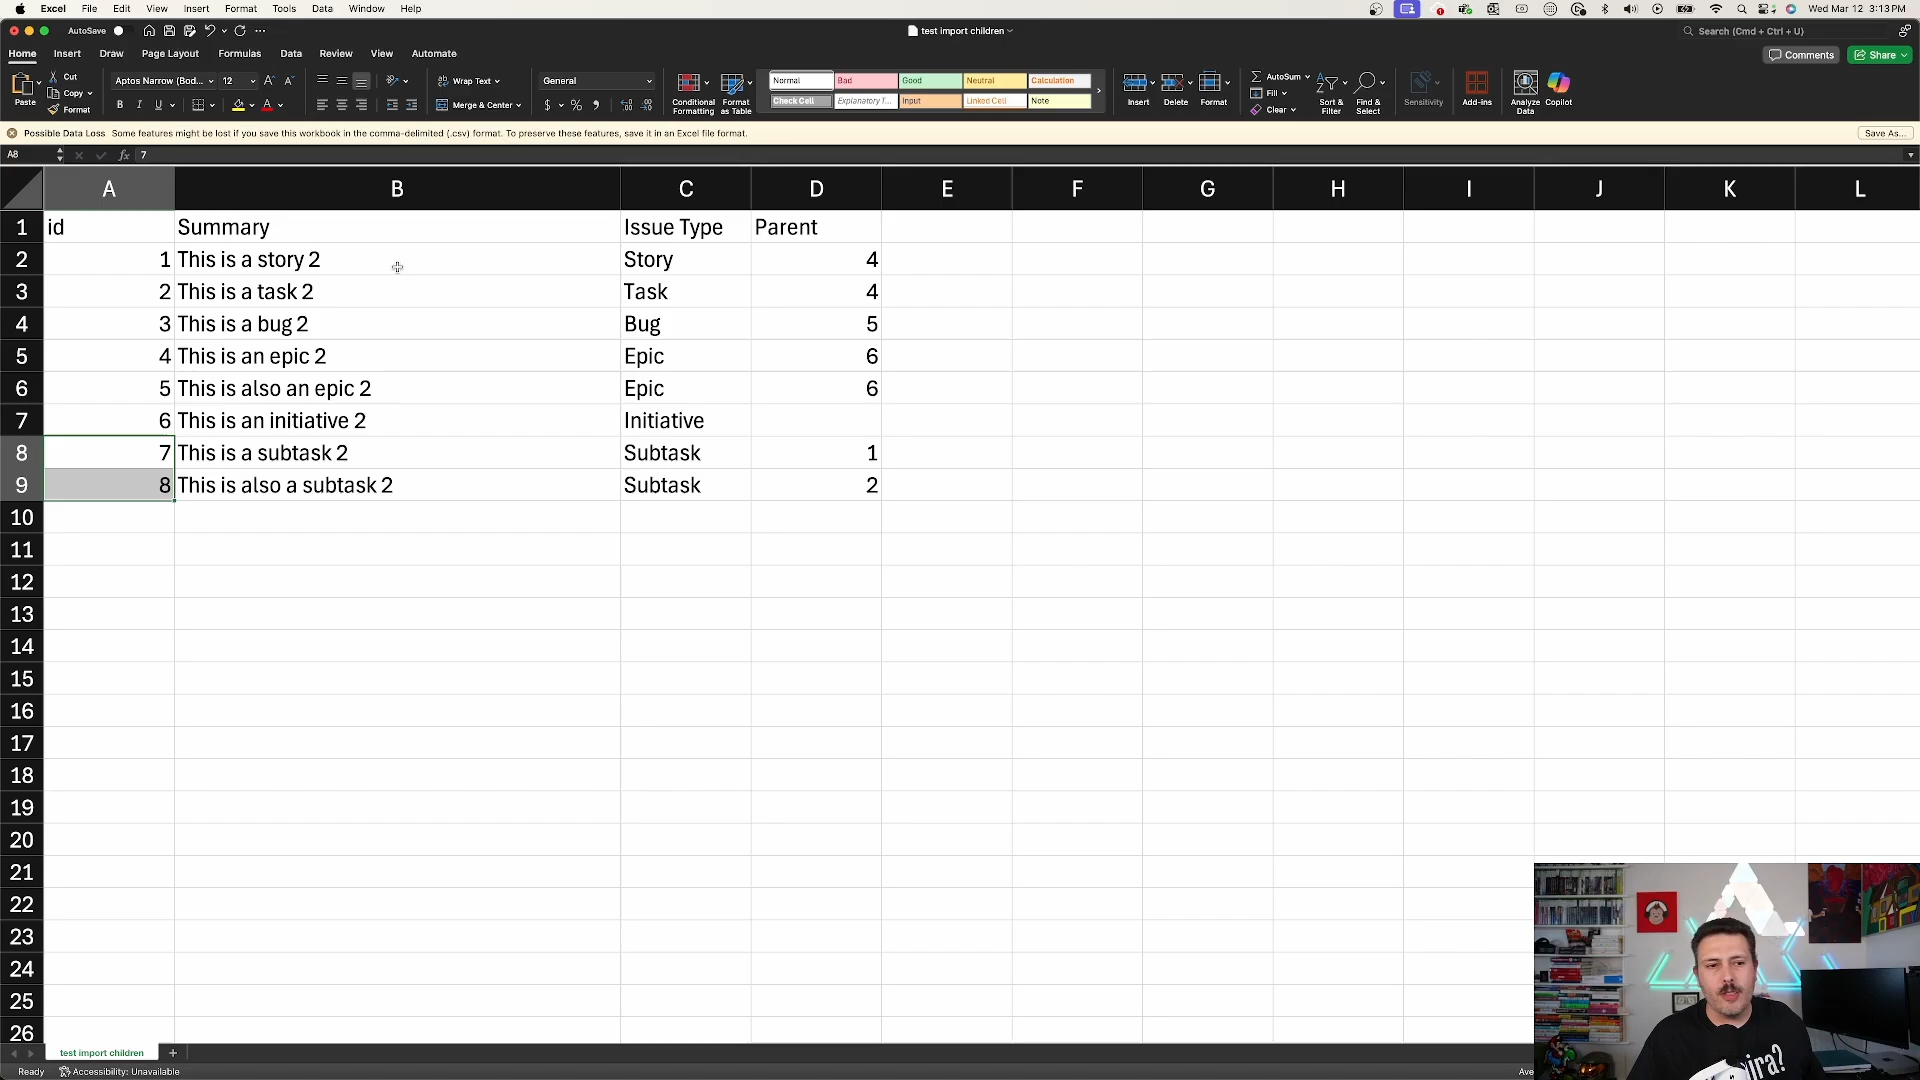 Excel File Edit View Insert Format Tools Data Window Help Wed Mar 12 3:13 PM
AutoSave test import children Search (Cmd + Ctrl + U)
Home Insert Draw Page Layout Formulas Data Review View Automate Comments Share
Paste Cut Copy Format Aptos Narrow (Bod... 12 Wrap Text General Conditional Formatting Format as Table Normal Bad Good Neutral Calculation Insert Delete Format AutoSum Fill Clear Sort & Filter Find & Select Sensitivity Add-ins Analyze Data Copilot
B I U Merge & Center $ % Check Cell Explanatory T... Input Linked Cell Note
Possible Data Loss Some features might be lost if you save this workbook in the comma-delimited (.csv) format. To preserve these features, save it in an Excel file format. Save As...
A8 fx 7
A B C D E F G H I J K L
1 id Summary Issue Type Parent
2 1 This is a story 2 Story 4
3 2 This is a task 2 Task 4
4 3 This is a bug 2 Bug 5
5 4 This is an epic 2 Epic 6
6 5 This is also an epic 2 Epic 6
7 6 This is an initiative 2 Initiative
8 7 This is a subtask 2 Subtask 1
9 8 This is also a subtask 2 Subtask 2
10
11
12
13
14
15
16
17
18
19
20
21
22
23
24
25
26
test import children +
Ready Accessibility: Unavailable